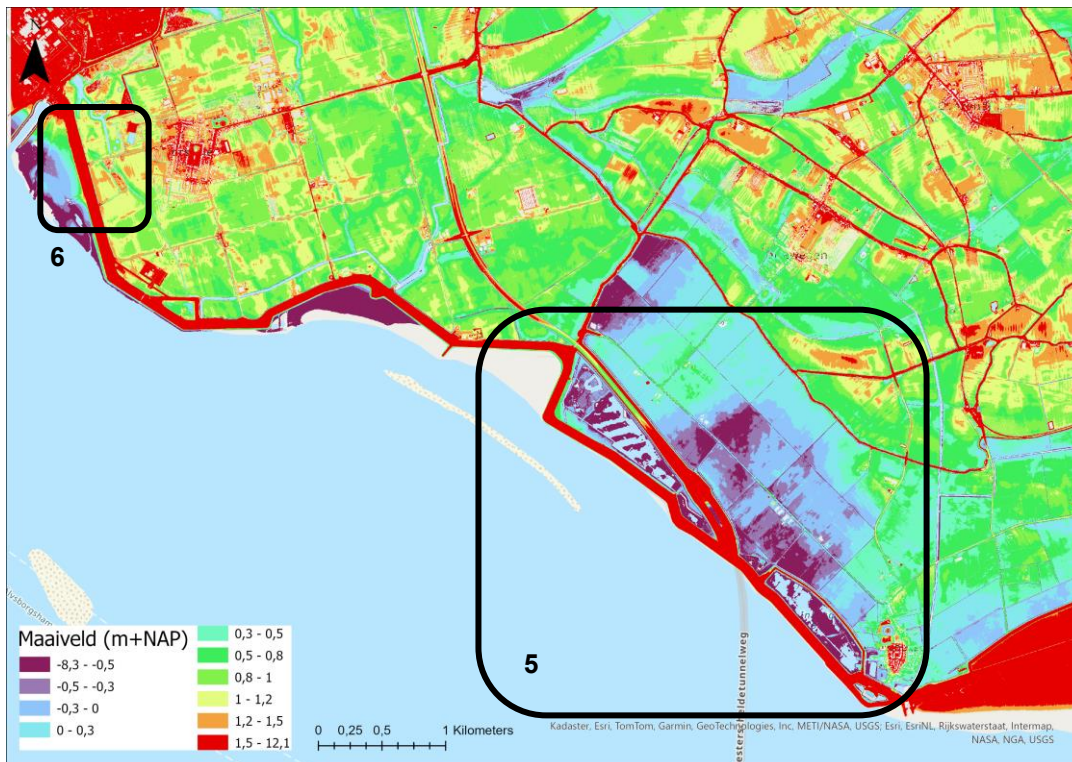 N
6
5
Maaiveld (m+NAP)
-8,3 - -0,5
-0,5 - -0,3
-0,3 - 0
0 - 0,3
0,3 - 0,5
0,5 - 0,8
0,8 - 1
1 - 1,2
1,2 - 1,5
1,5 - 12,1
0 0,25 0,5 1 Kilometers
esterscheldetunnelweg
Kadaster, Esri, TomTom, Garmin, GeoTechnologies, Inc, METI/NASA, USGS; Esri, EsriNL, Rijkswaterstaat, Intermap,
NASA, NGA, USGS